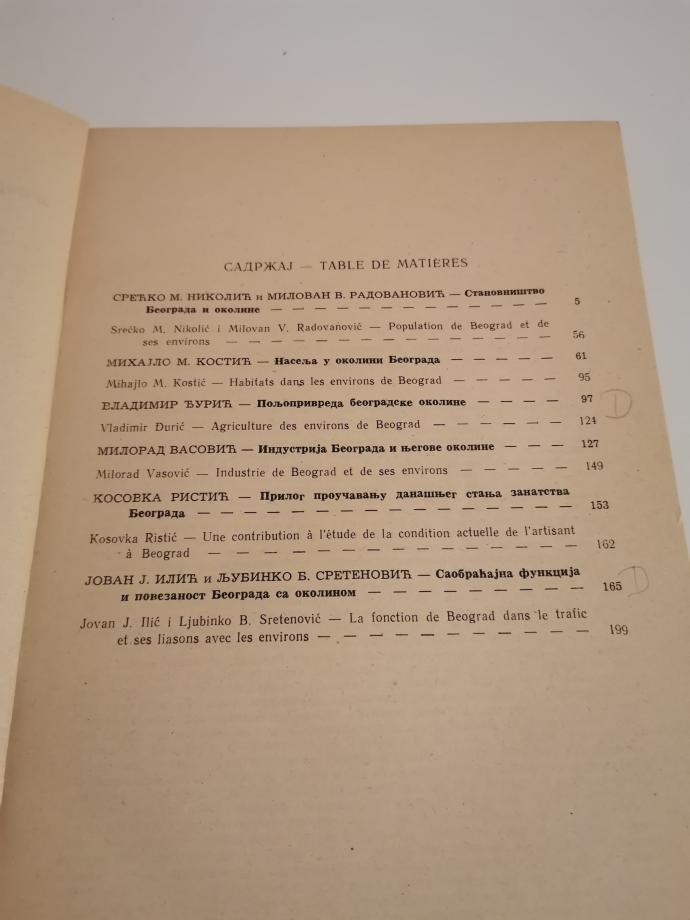 САДРЖАЈ — TABLE DE MATIÈRES
СРЕЋКО М. НИКОЛИЋ и МИЛОВАН В. РАДОВАНОВИЋ — Становништво
Београда и околине — — — — — — — — — — — — 5
Srećko M. Nikolić i Milovan V. Radovanović — Population de Beograd et de
ses environs — — — — — — — — — — — — — — 56
МИХАЈЛО М. КОСТИЋ — Насеља у околини Београда — — — — — 61
Mihajlo M. Kostić — Habitats dans les environs de Beograd — — — — — 95
ВЛАДИМИР ЂУРИЋ — Пољопривреда београдске околине — — — — 97 D
Vladimir Đurić — Agriculture des environs de Beograd — — — — — — 124
МИЛОРАД ВАСОВИЋ — Индустрија Београда и његове околине — — — 127
Milorad Vasović — Industrie de Beograd et de ses environs — — — — — 149
КОСОВКА РИСТИЋ — Прилог проучавању данашњег стања занатства
Београда — — — — — — — — — — — — — — — 153
Kosovka Ristić — Une contribution à l'étude de la condition actuelle de l'artisant
à Beograd — — — — — — — — — — — — — — 162
ЈОВАН Ј. ИЛИЋ и ЉУБИНКО Б. СРЕТЕНОВИЋ — Саобраћајна функција
и повезаност Београда са околином — — — — — — — — 165 D
Jovan J. Ilić i Ljubinko B. Sretenović — La fonction de Beograd dans le trafic
et ses liasons avec les environs — — — — — — — — — — 199